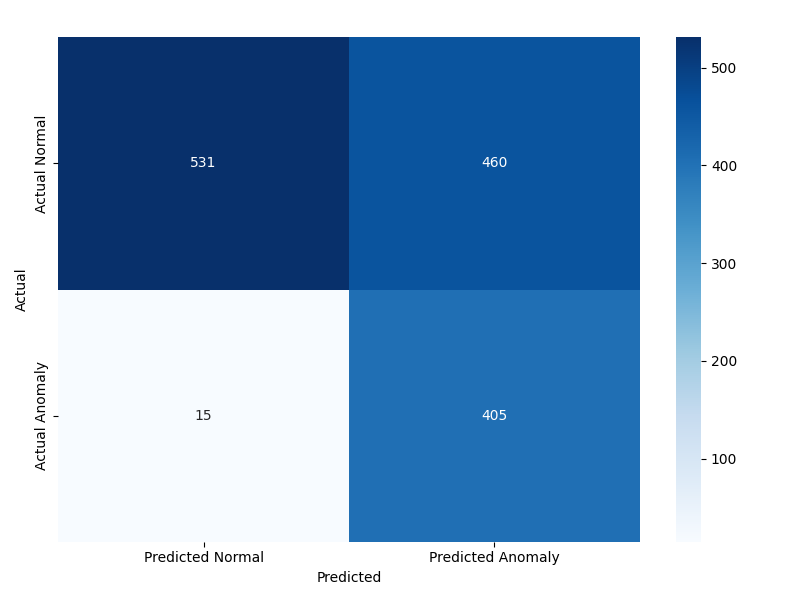 Actual
Actual Normal
Actual Anomaly
531
460
15
405
Predicted Normal
Predicted Anomaly
Predicted
500
400
300
200
100